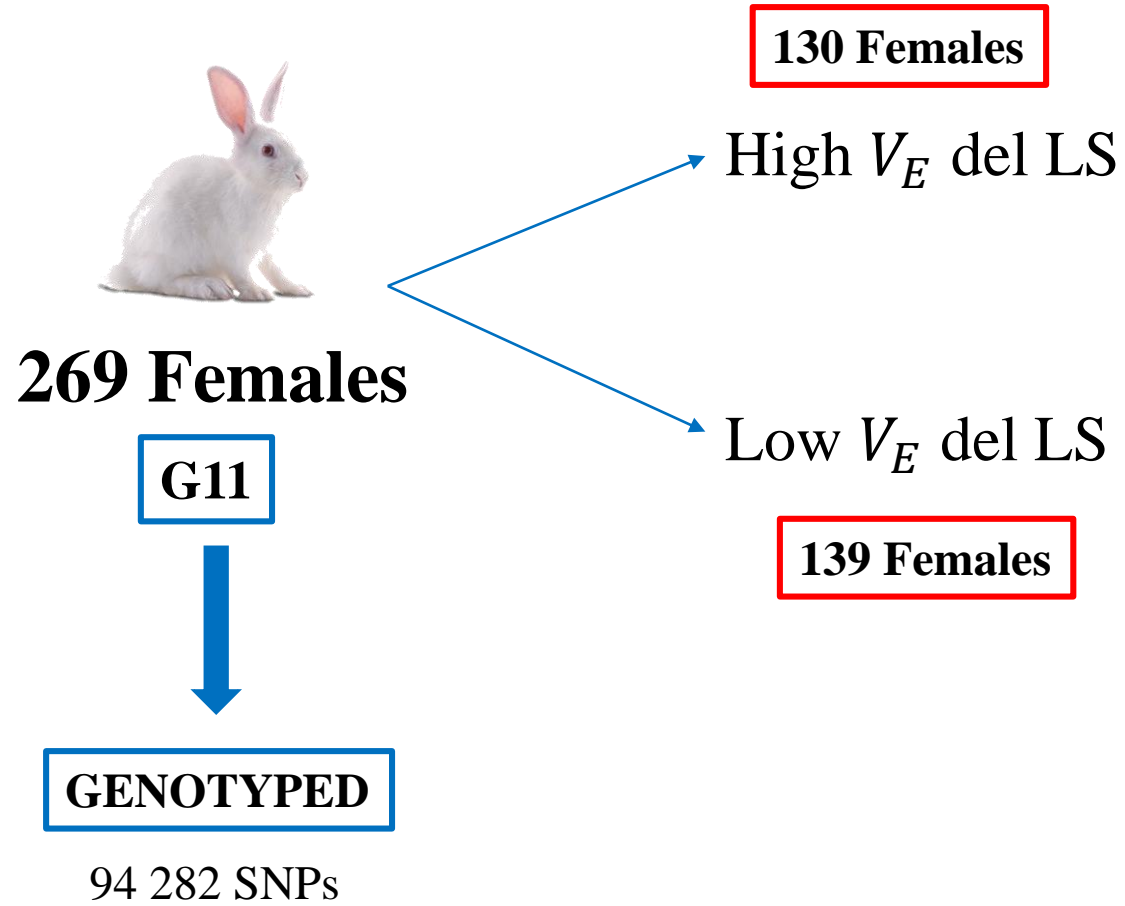 130 Females
High V_E del LS
269 Females
G11
Low V_E del LS
139 Females
GENOTYPED
94 282 SNPs